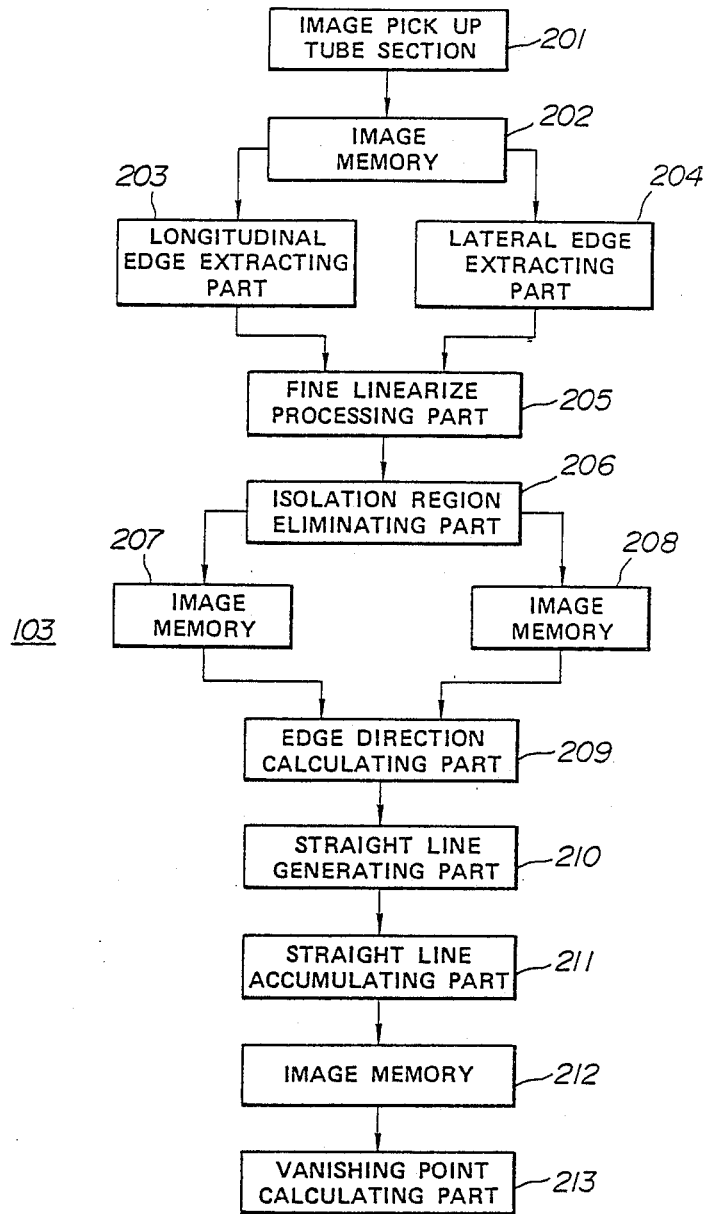 IMAGE PICK UP
TUBE SECTION
201
202
IMAGE
MEMORY
203
204
LONGITUDINAL
EDGE EXTRACTING
PART
LATERAL EDGE
EXTRACTING
PART
FINE LINEARIZE
PROCESSING PART
205
206
ISOLATION REGION
ELIMINATING PART
207
208
IMAGE
MEMORY
IMAGE
MEMORY
103
EDGE DIRECTION
CALCULATING PART
209
STRAIGHT LINE
GENERATING PART
210
STRAIGHT LINE
ACCUMULATING PART
211
IMAGE MEMORY
212
VANISHING POINT
CALCULATING PART
213